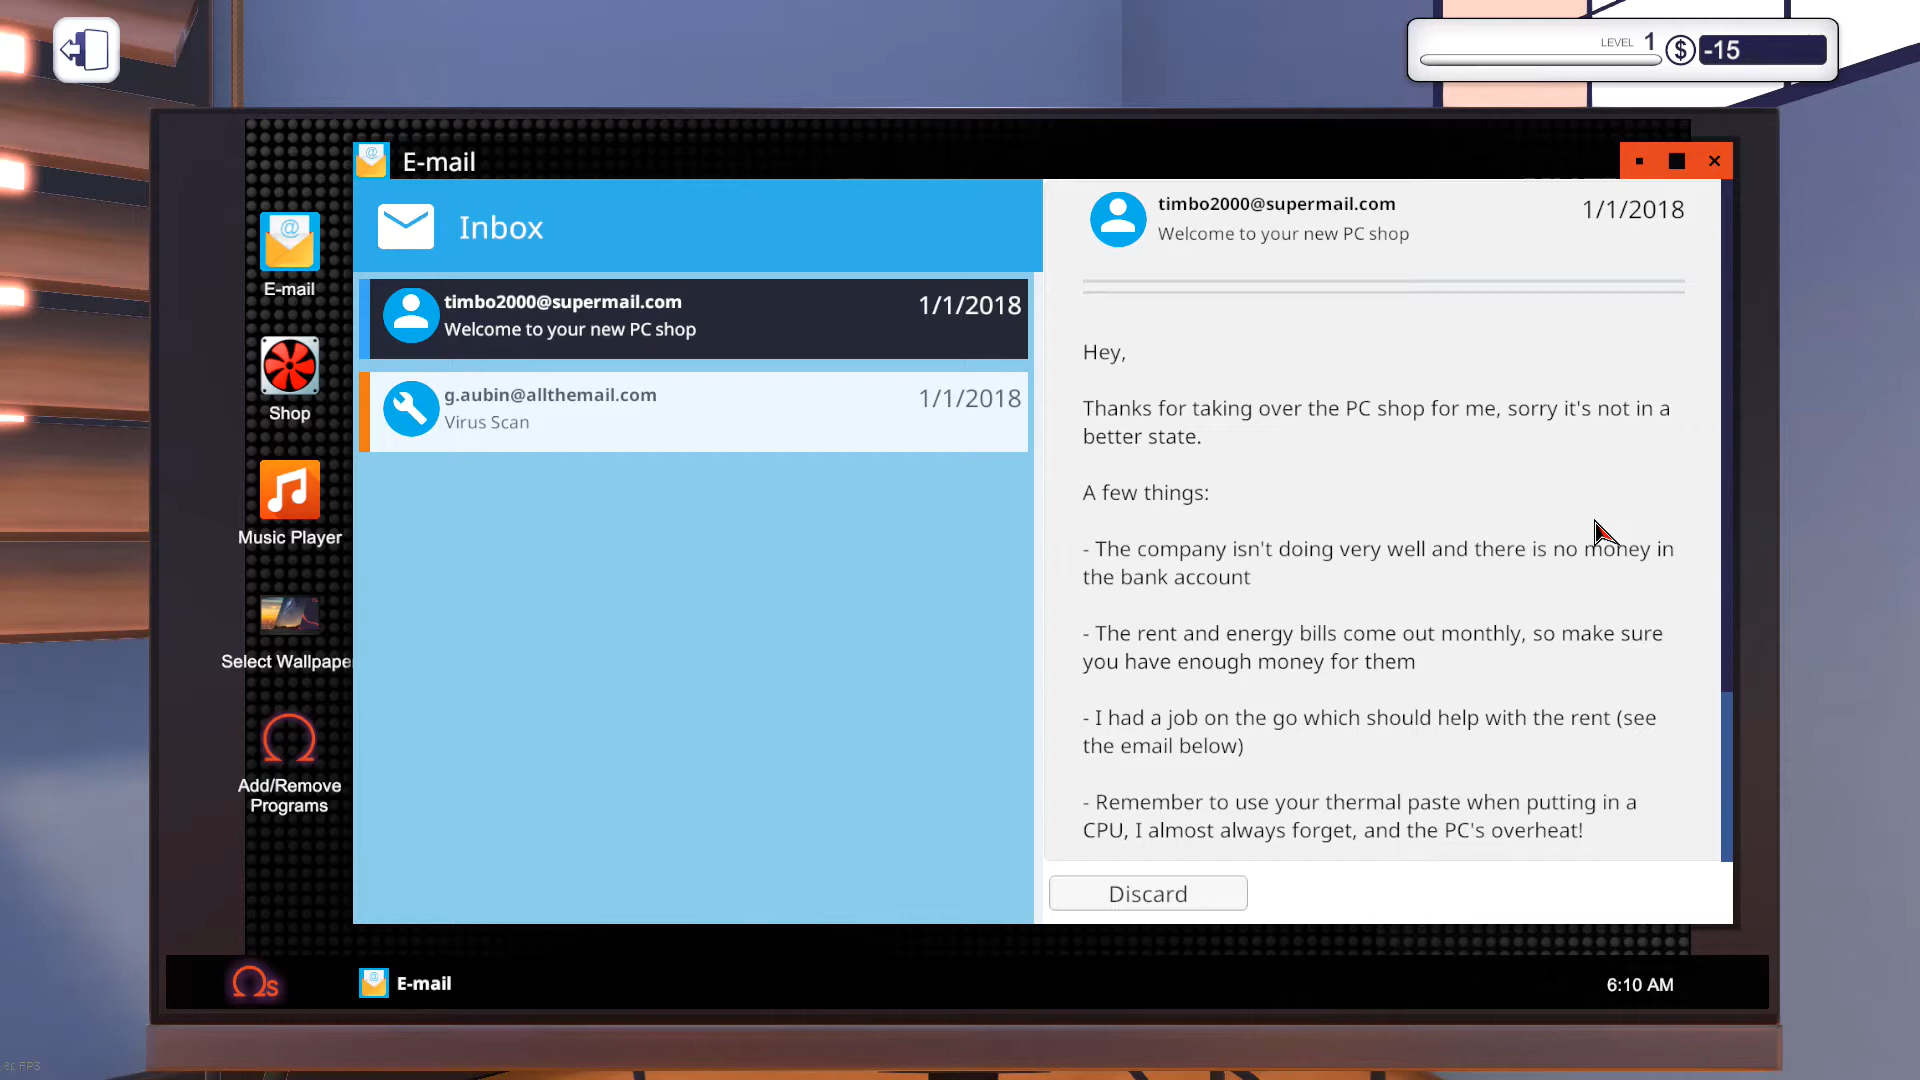 LEVEL 1 $ -15
E-mail
Inbox
timbo2000@supermail.com 1/1/2018
Welcome to your new PC shop
g.aubin@allthemail.com 1/1/2018
Virus Scan
timbo2000@supermail.com 1/1/2018
Welcome to your new PC shop
Hey,
Thanks for taking over the PC shop for me, sorry it's not in a
better state.
A few things:
- The company isn't doing very well and there is no money in
the bank account
- The rent and energy bills come out monthly, so make sure
you have enough money for them
- I had a job on the go which should help with the rent (see
the email below)
- Remember to use your thermal paste when putting in a
CPU, I almost always forget, and the PC's overheat!
Discard
E-mail
Shop
Music Player
Select Wallpape
Add/Remove
Programs
Ωs
E-mail
6:10 AM
FPS